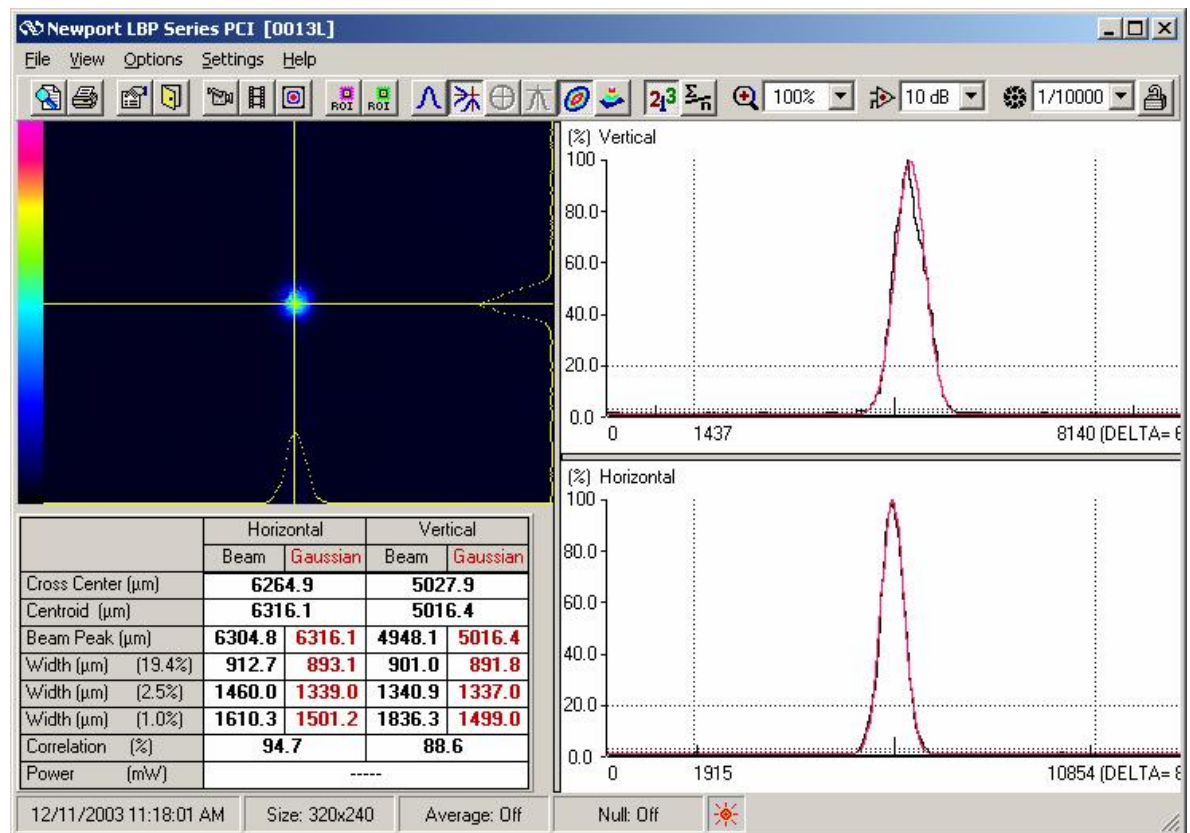 Newport LBP Series PCI [0013L]
File View Options Settings Help
ROI ROI 2¹3 Σn 100% 10 dB 1/10000
(%) Vertical
100
80.0
60.0
40.0
20.0
0.0
0 1437 8140 (DELTA= 6
(%) Horizontal
100
80.0
60.0
40.0
20.0
0.0
0 1915 10854 (DELTA= 8
Horizontal Vertical
Beam Gaussian Beam Gaussian
Cross Center (µm) 6264.9 5027.9
Centroid (µm) 6316.1 5016.4
Beam Peak (µm) 6304.8 6316.1 4948.1 5016.4
Width (µm) (19.4%) 912.7 893.1 901.0 891.8
Width (µm) (2.5%) 1460.0 1339.0 1340.9 1337.0
Width (µm) (1.0%) 1610.3 1501.2 1836.3 1499.0
Correlation (%) 94.7 88.6
Power (mW) -----
12/11/2003 11:18:01 AM Size: 320x240 Average: Off Null: Off